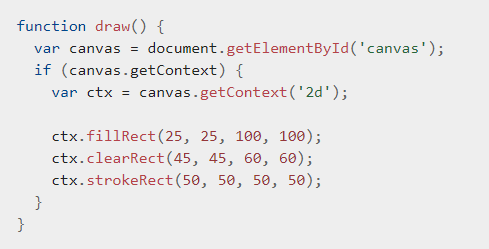 function draw() {
  var canvas = document.getElementById('canvas');
  if (canvas.getContext) {
    var ctx = canvas.getContext('2d');

    ctx.fillRect(25, 25, 100, 100);
    ctx.clearRect(45, 45, 60, 60);
    ctx.strokeRect(50, 50, 50, 50);
  }
}